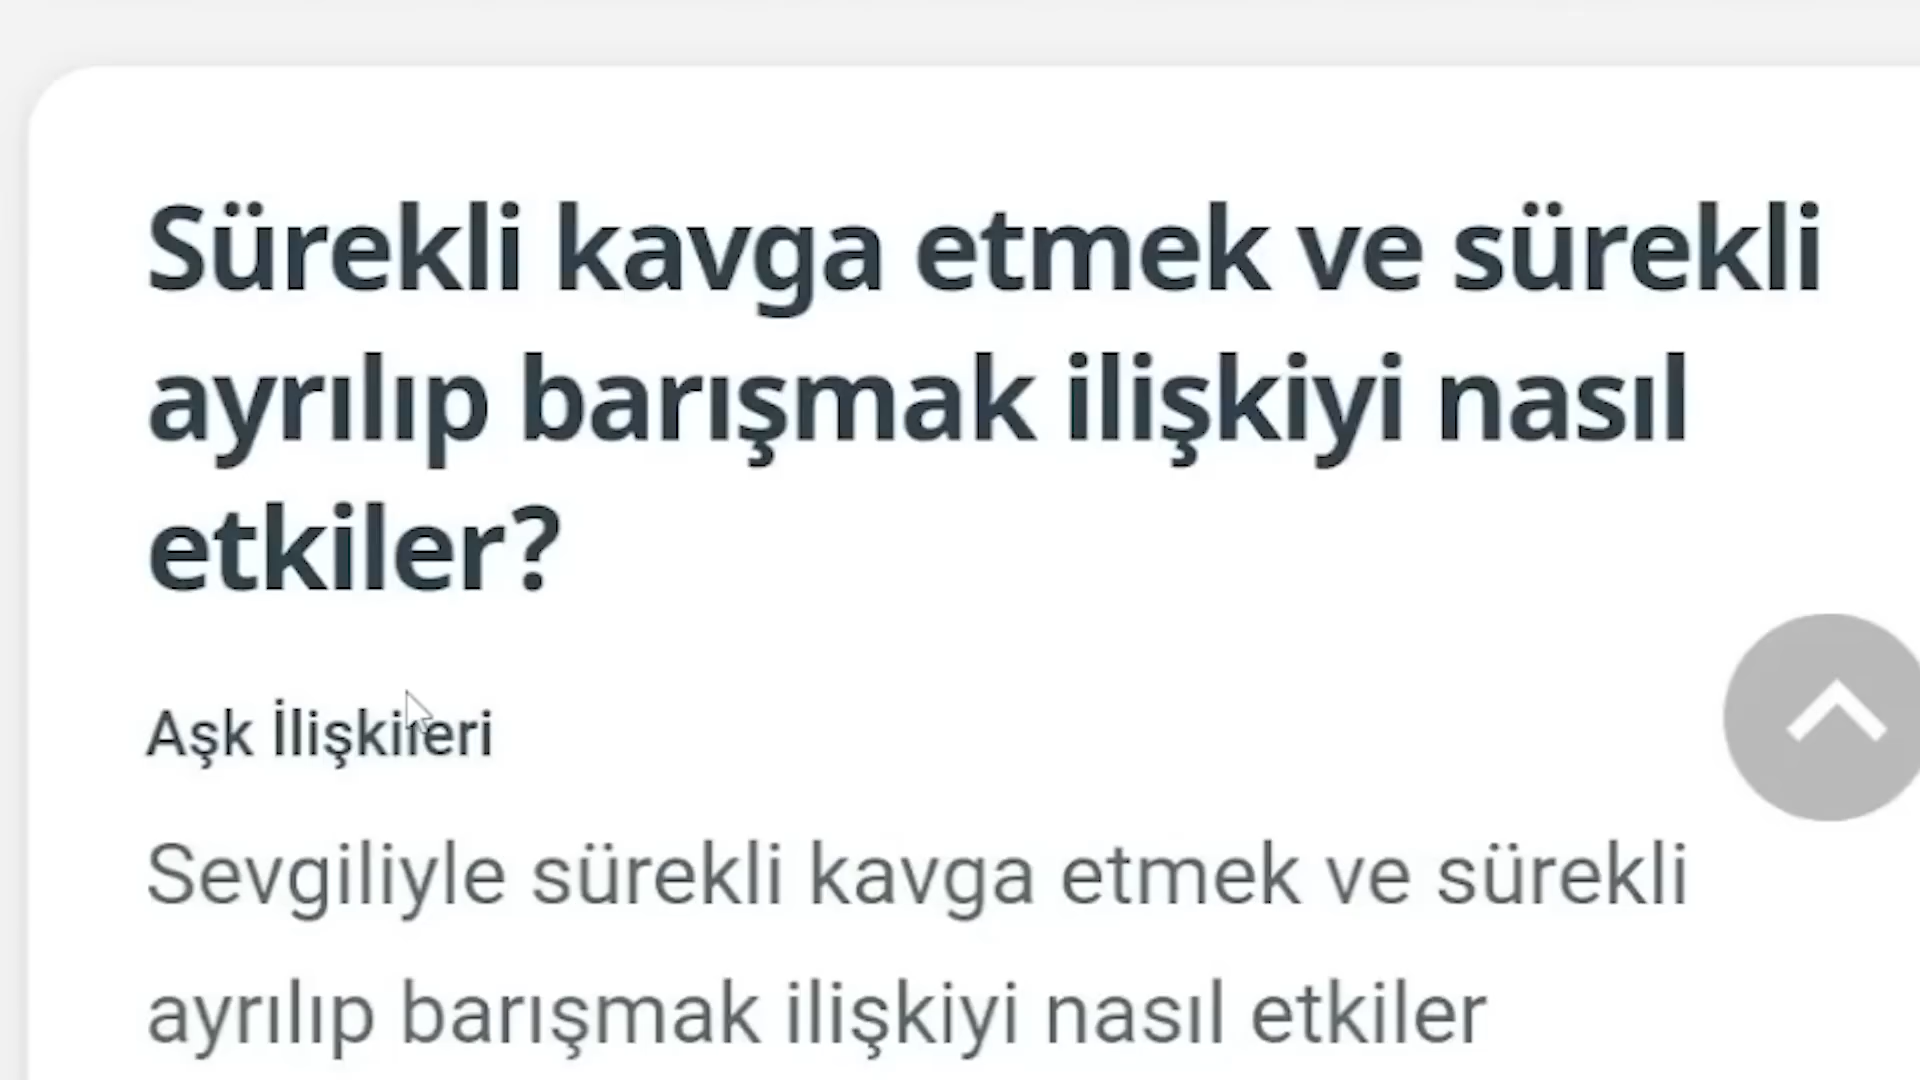 Sürekli kavga etmek ve sürekli
ayrılıp barışmak ilişkiyi nasıl
etkiler?
Aşk İlişkileri
Sevgiliyle sürekli kavga etmek ve sürekli
ayrılıp barışmak ilişkiyi nasıl etkiler